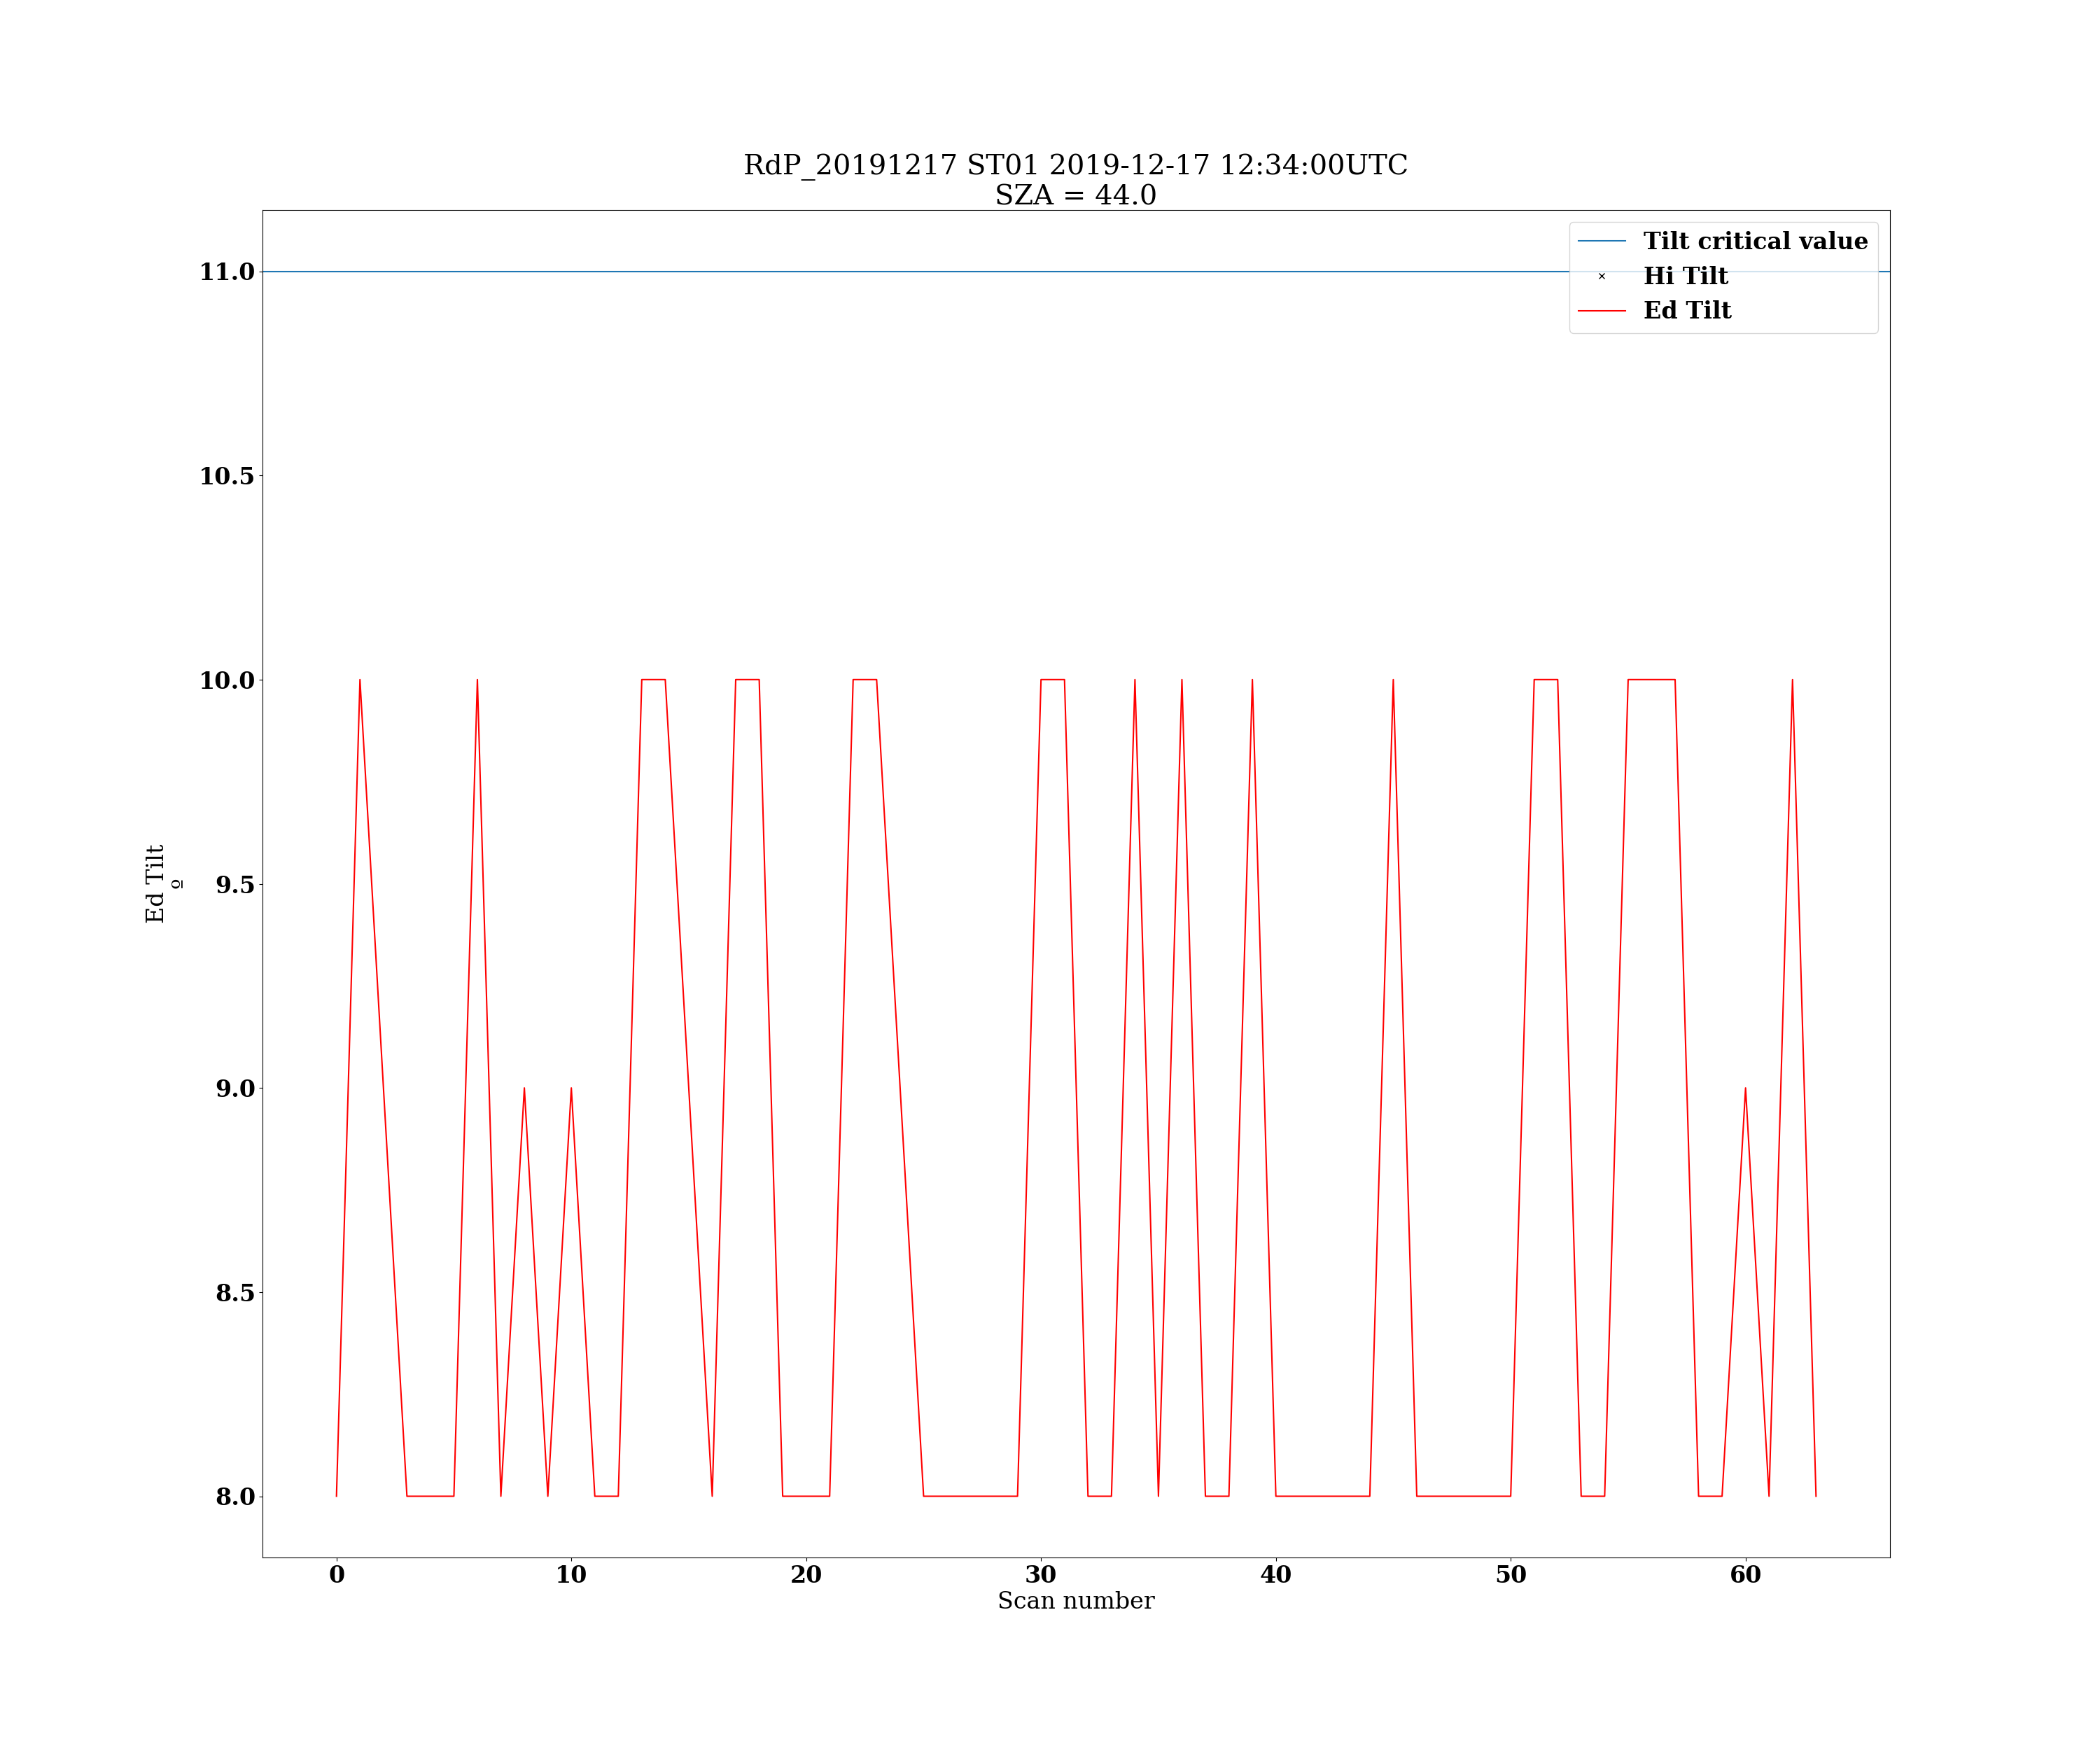 RdP_20191217 ST01 2019-12-17 12:34:00UTC
SZA = 44.0
Tilt critical value
Hi Tilt
Ed Tilt
11.0
10.5
10.0
9.5
9.0
8.5
8.0
Ed Tilt
º
0 10 20 30 40 50 60
Scan number